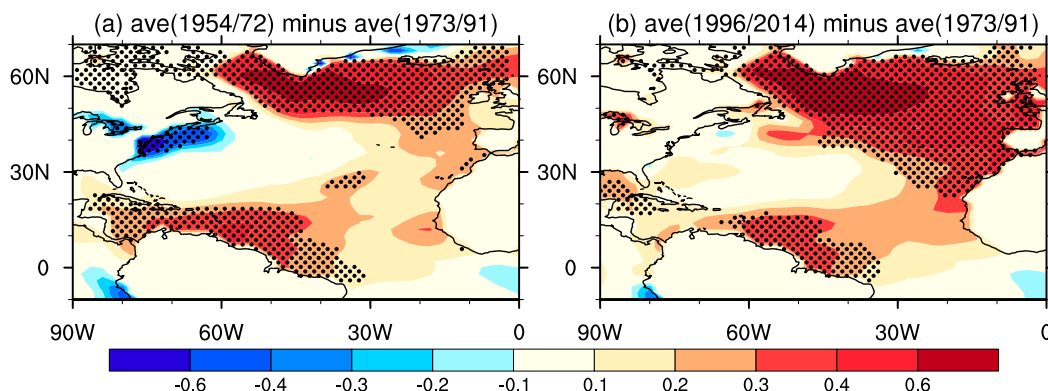 (a) ave(1954/72) minus ave(1973/91) (b) ave(1996/2014) minus ave(1973/91)
60N 60N
30N 30N
0 0
90W 60W 30W 0 90W 60W 30W 0
-0.6 -0.4 -0.3 -0.2 -0.1 0.1 0.2 0.3 0.4 0.6